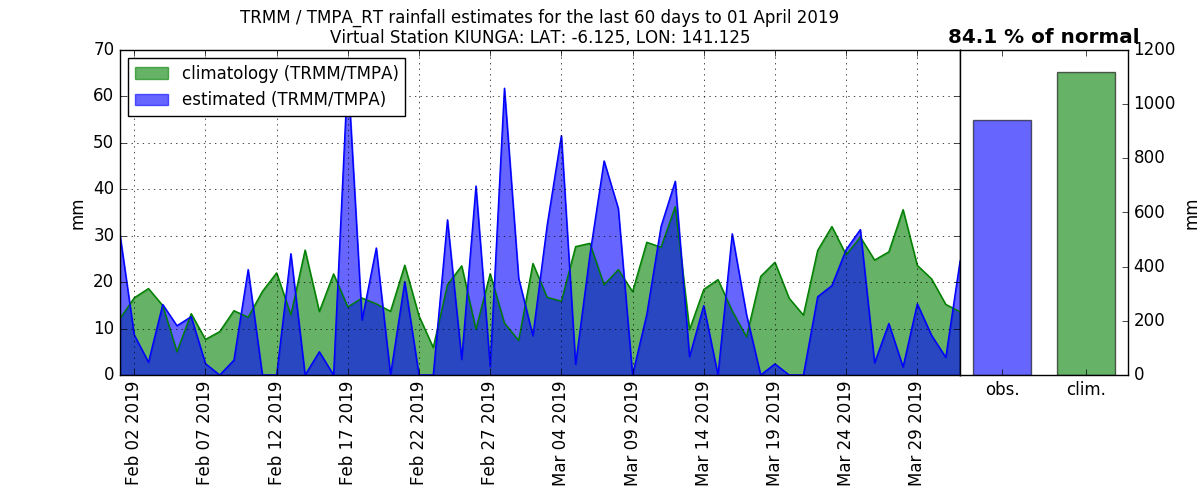 TRMM / TMPA_RT rainfall estimates for the last 60 days to 01 April 2019
Virtual Station KIUNGA: LAT: -6.125, LON: 141.125
84.1 % of normal
climatology (TRMM/TMPA)
estimated (TRMM/TMPA)
mm
70
60
50
40
30
20
10
0
Feb 02 2019
Feb 07 2019
Feb 12 2019
Feb 17 2019
Feb 22 2019
Feb 27 2019
Mar 04 2019
Mar 09 2019
Mar 14 2019
Mar 19 2019
Mar 24 2019
Mar 29 2019
obs.
clim.
1200
1000
800
600
400
200
0
mm